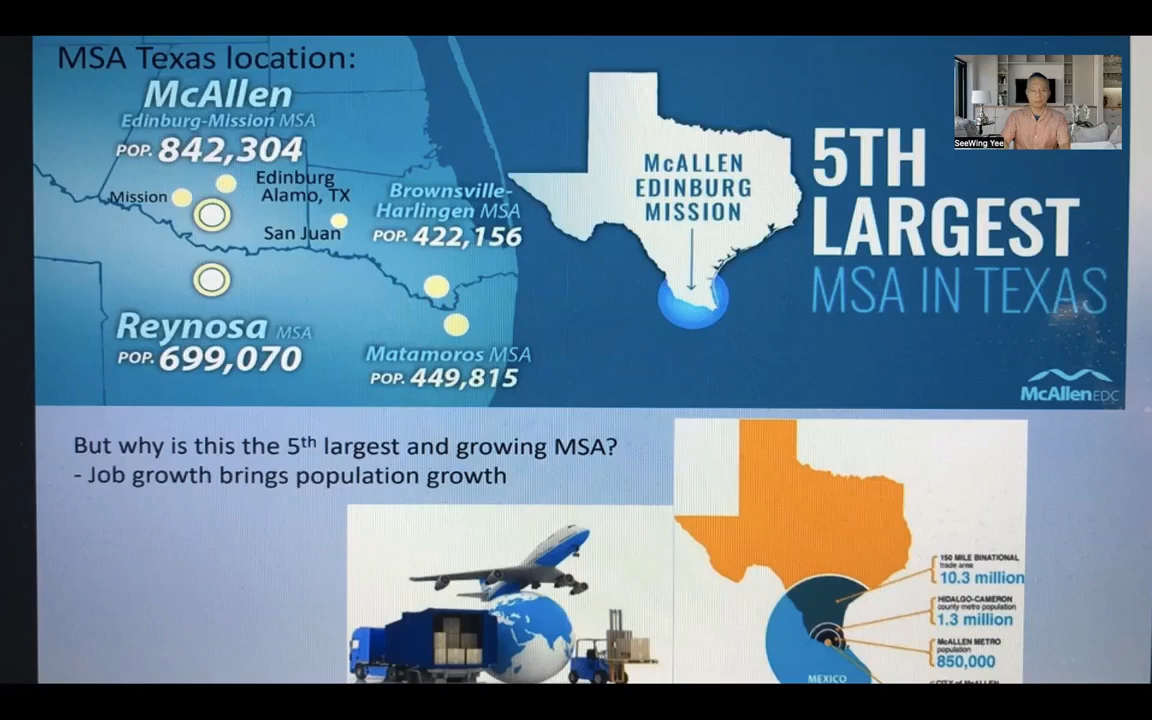 MSA Texas location:
McAllen
Edinburg-Mission MSA
POP. 842,304
Mission
Edinburg
Alamo, TX
San Juan
Brownsville-
Harlingen MSA
POP. 422,156
Reynosa MSA
POP. 699,070
Matamoros MSA
POP. 449,815
McALLEN
EDINBURG
MISSION
5TH
LARGEST
MSA IN TEXAS
McAllenEDC
SeeWing Yee
But why is this the 5th largest and growing MSA?
- Job growth brings population growth
150 MILE BINATIONAL
trade area
10.3 million
HIDALGO-CAMERON
county metro population
1.3 million
McALLEN METRO
population
850,000
MEXICO